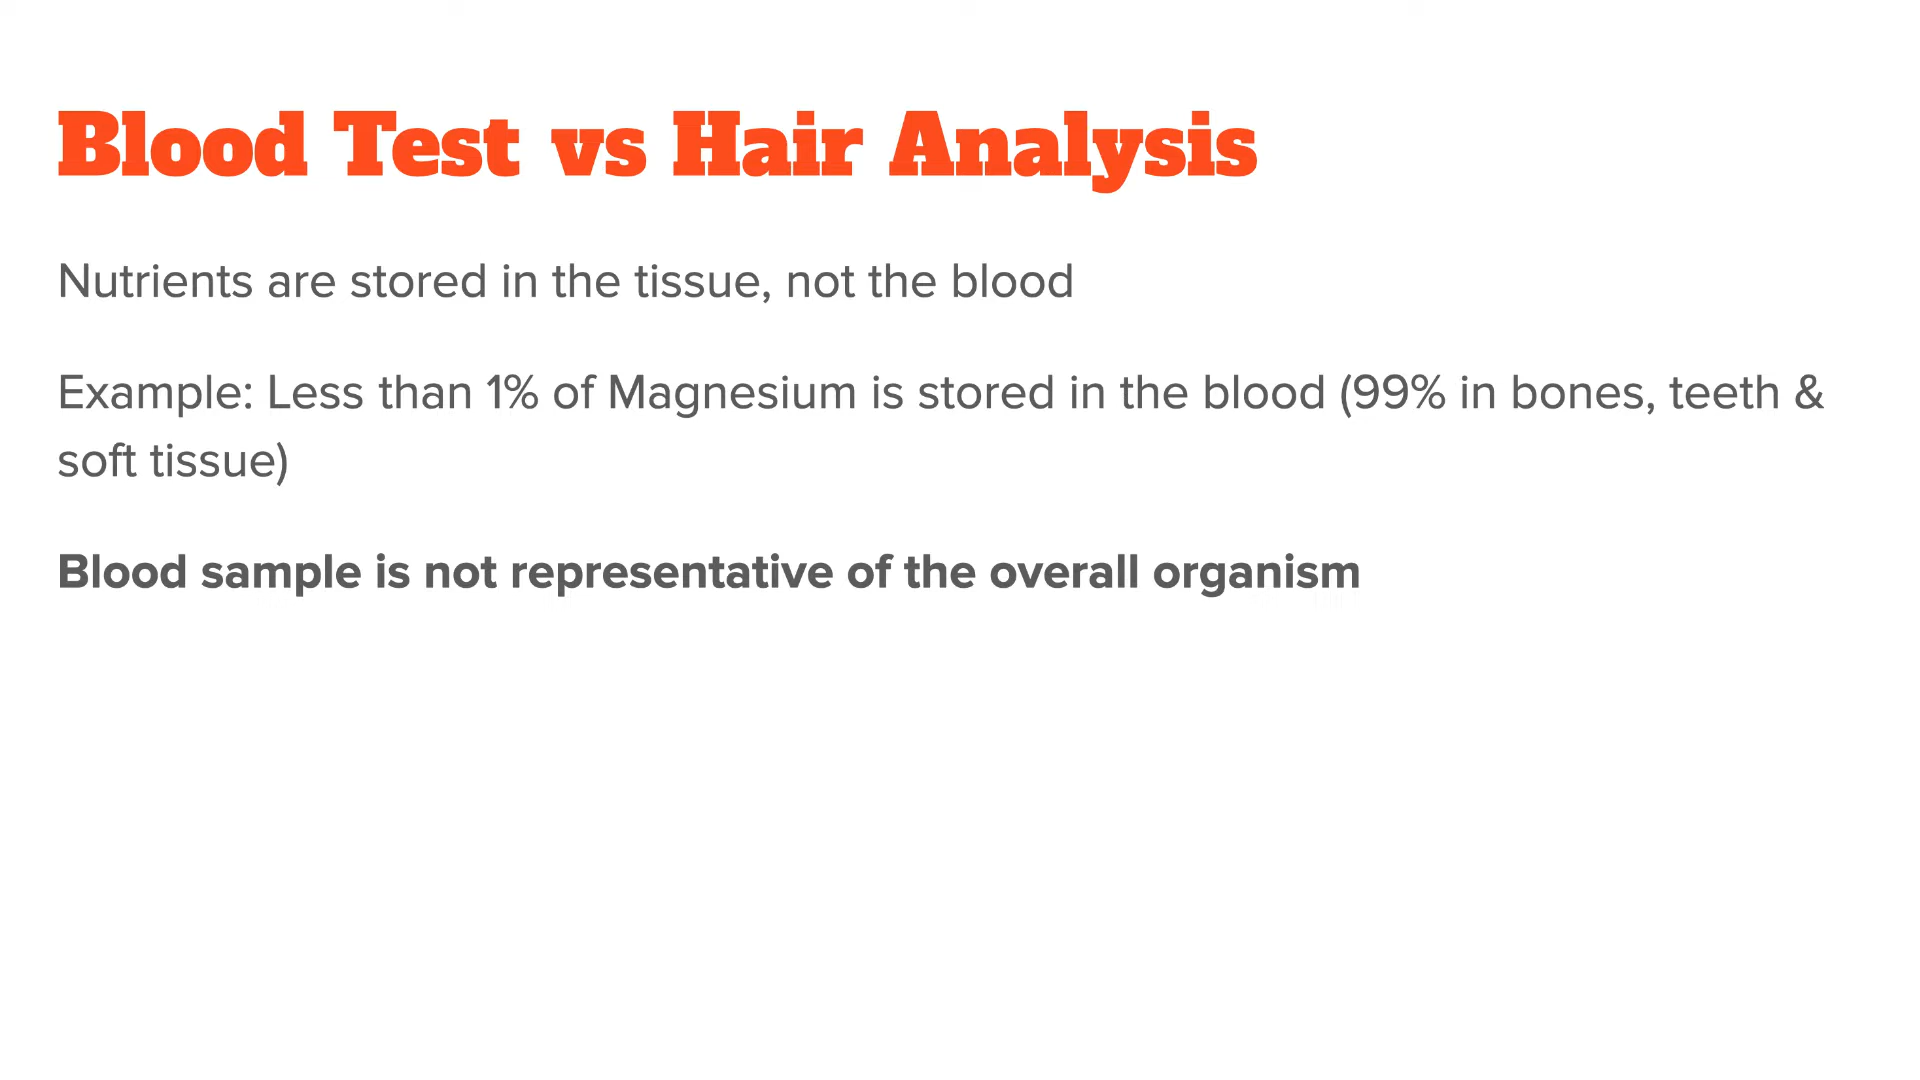 Blood Test vs Hair Analysis
Nutrients are stored in the tissue, not the blood
Example: Less than 1% of Magnesium is stored in the blood (99% in bones, teeth &
soft tissue)
Blood sample is not representative of the overall organism